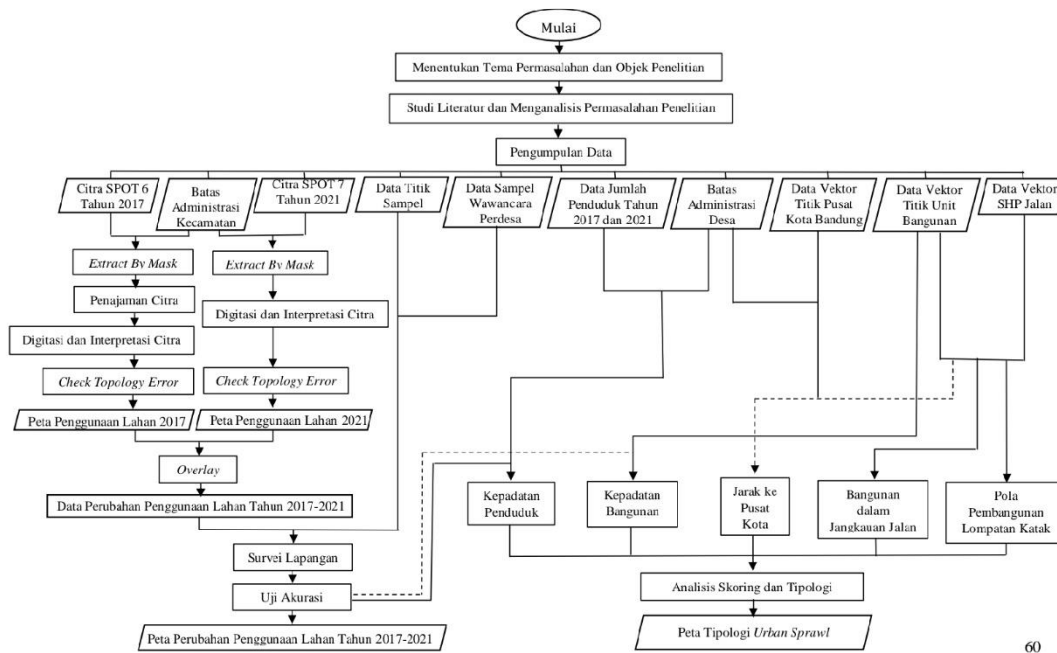 Mulai
Menentukan Tema Permasalahan dan Objek Penelitian
Studi Literatur dan Menganalisis Permasalahan Penelitian
Pengumpulan Data
Citra SPOT 6
Tahun 2017
Batas
Administrasi
Kecamatan
Citra SPOT 7
Tahun 2021
Data Titik
Sampel
Data Sampel
Wawancara
Perdesa
Data Jumlah
Penduduk Tahun
2017 dan 2021
Batas
Administrasi
Desa
Data Vektor
Titik Pusat
Kota Bandung
Data Vektor
Titik Unit
Bangunan
Data Vektor
SHP Jalan
Extract By Mask
Extract By Mask
Penajaman Citra
Digitasi dan Interpretasi Citra
Digitasi dan Interpretasi Citra
Check Topology Error
Check Topology Error
Peta Penggunaan Lahan 2017
Peta Penggunaan Lahan 2021
Overlay
Data Perubahan Penggunaan Lahan Tahun 2017-2021
Survei Lapangan
Uji Akurasi
Peta Perubahan Penggunaan Lahan Tahun 2017-2021
Kepadatan
Penduduk
Kepadatan
Bangunan
Jarak ke
Pusat
Kota
Bangunan
dalam
Jangkauan Jalan
Pola
Pembangunan
Lompatan Katak
Analisis Skoring dan Tipologi
Peta Tipologi Urban Sprawl
60